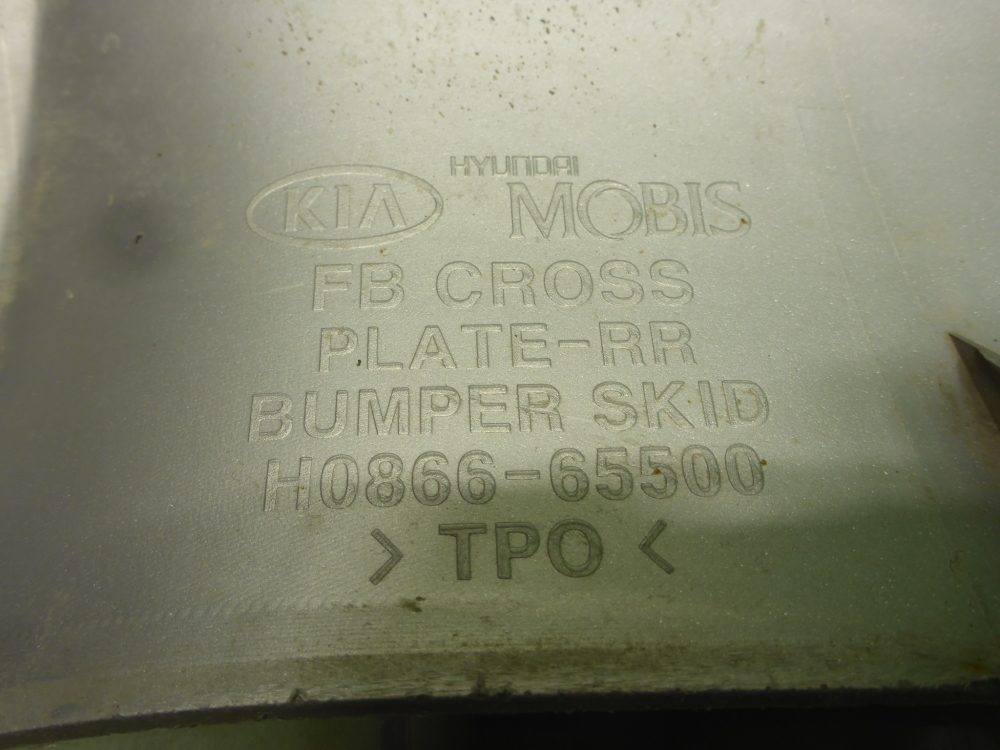 KIA HYUNDAI MOBIS
FB CROSS
PLATE-RR
BUMPER SKID
H0866-65500
> TPO <